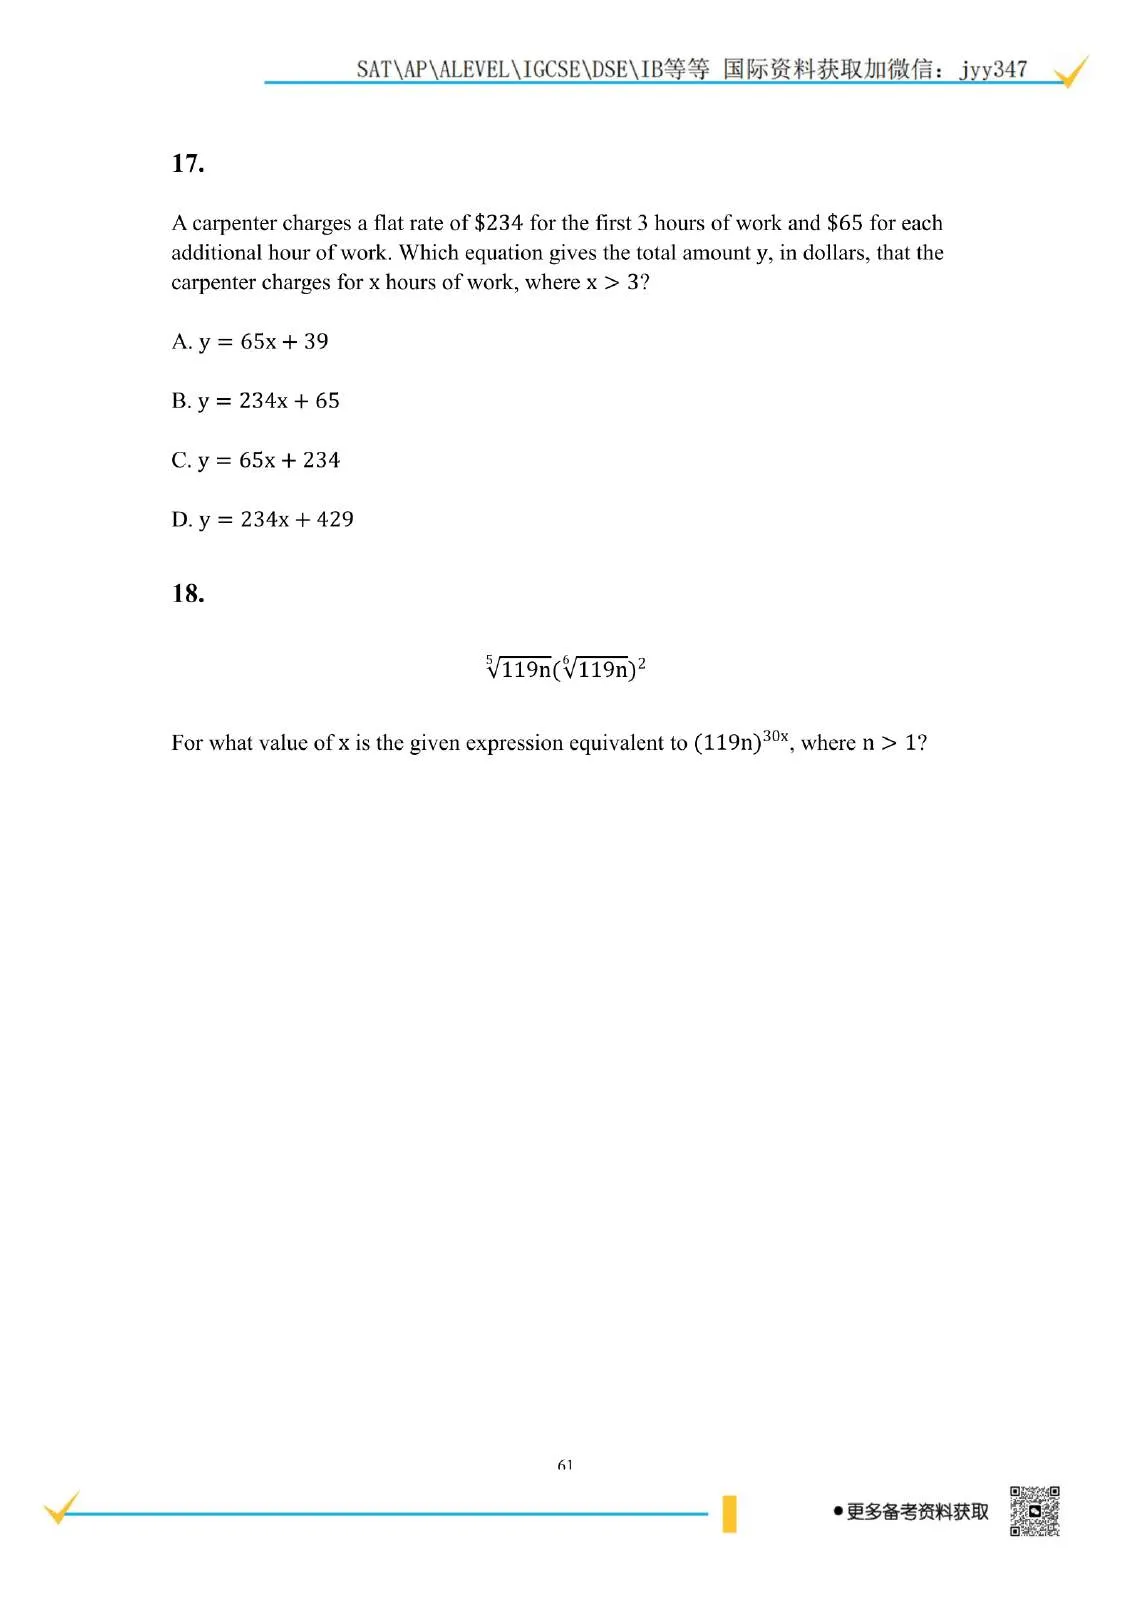 SAT\AP\ALEVEL\IGCSE\DSE\IB等等 国际资料获取加微信：jyy347
17.
A carpenter charges a flat rate of $234 for the first 3 hours of work and $65 for each
additional hour of work. Which equation gives the total amount y, in dollars, that the
carpenter charges for x hours of work, where x > 3?
A. y = 65x + 39
B. y = 234x + 65
C. y = 65x + 234
D. y = 234x + 429
18.
⁵√119n(⁶√119n)²
For what value of x is the given expression equivalent to (119n)³⁰ˣ, where n > 1?
61
●更多备考资料获取